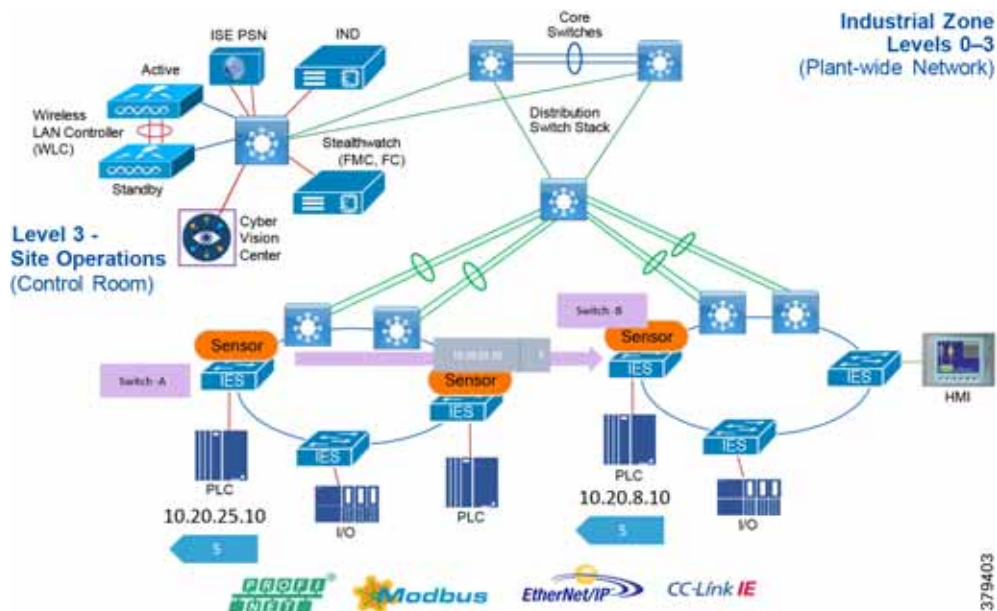 ISE PSN
IND
Core
Switches
Industrial Zone
Levels 0–3
(Plant-wide Network)
Active
Wireless
LAN Controller
(WLC)
Standby
Distribution
Switch Stack
Stealthwatch
(FMC, FC)
Cyber
Vision
Center
Level 3 -
Site Operations
(Control Room)
Switch -B
Sensor
Sensor
Sensor
Switch -A
IES
IES
IES
IES
IES
IES
HMI
PLC
10.20.25.10
5
I/O
PLC
PLC
10.20.8.10
5
I/O
PROFI
NET®
Modbus
EtherNet/IP
CC-Link IE
379403